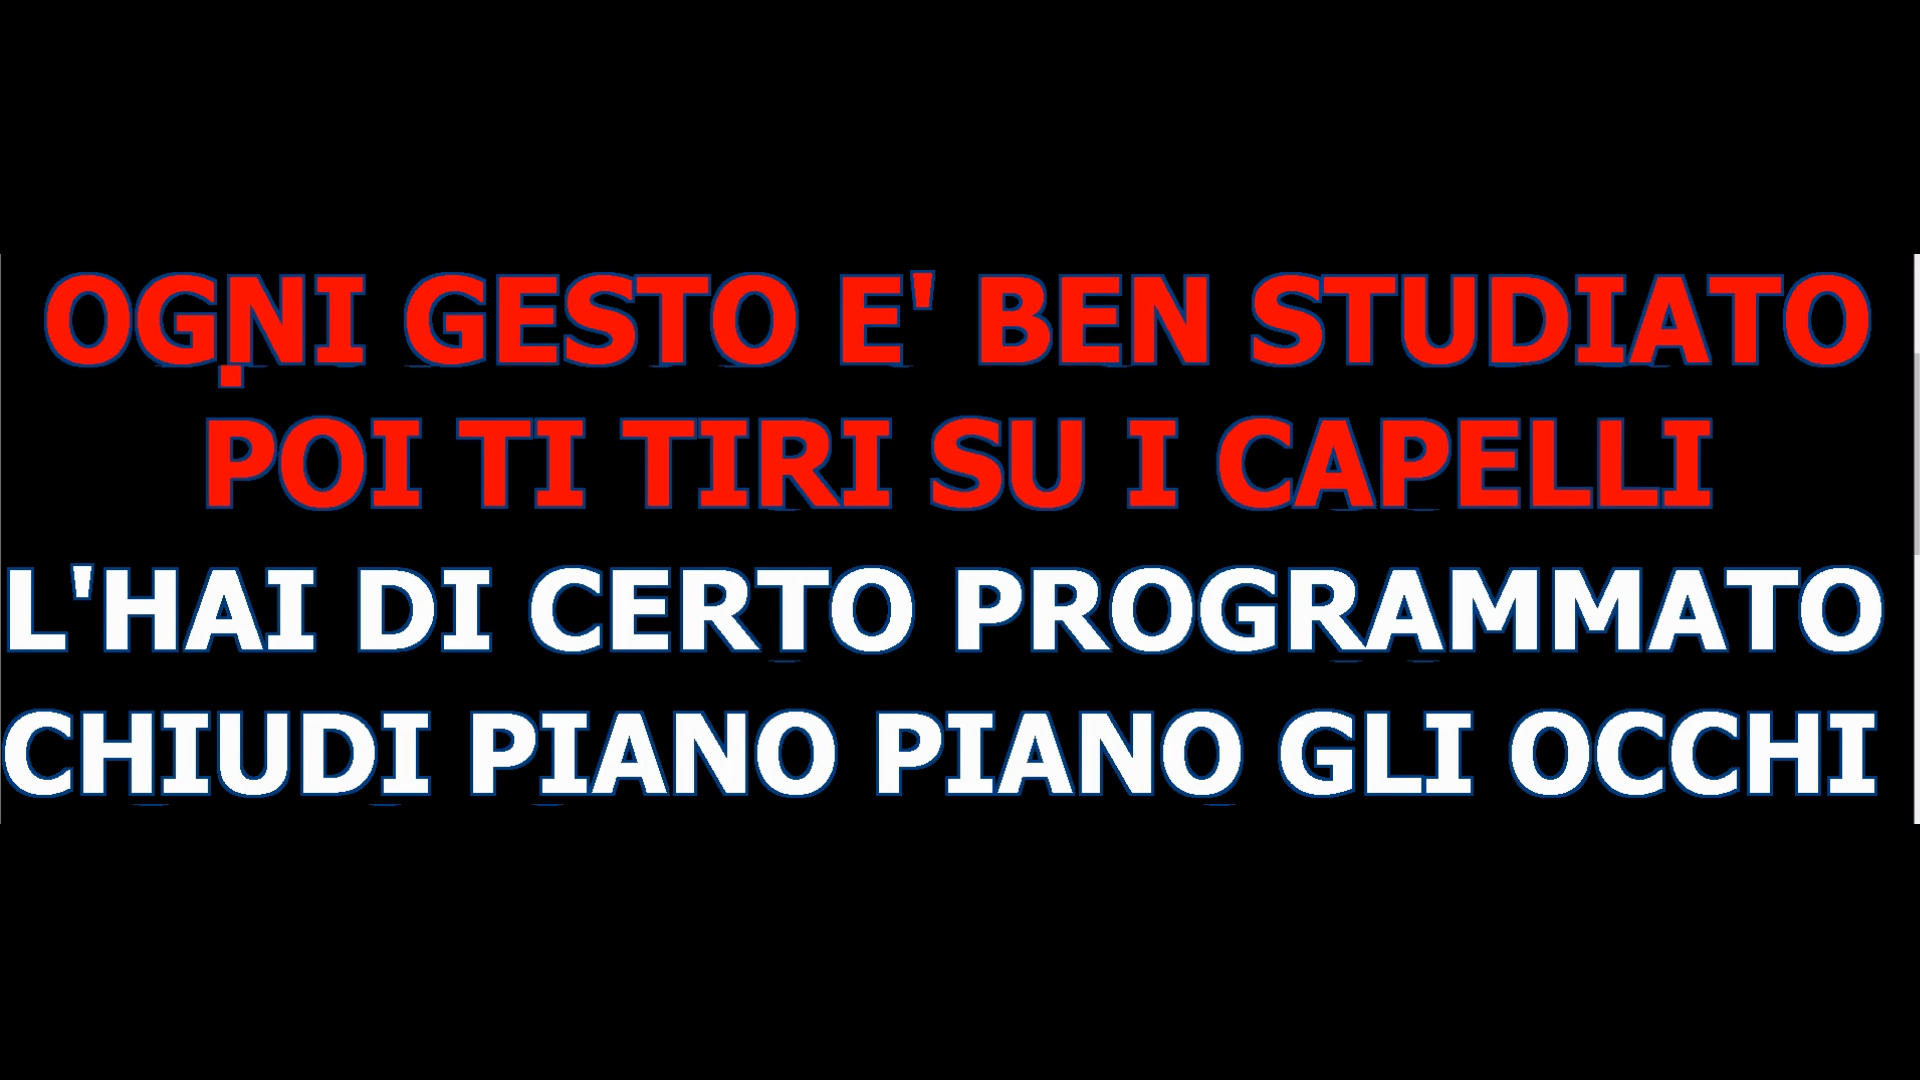 OGNI GESTO E' BEN STUDIATO
POI TI TIRI SU I CAPELLI
L'HAI DI CERTO PROGRAMMATO
CHIUDI PIANO PIANO GLI OCCHI